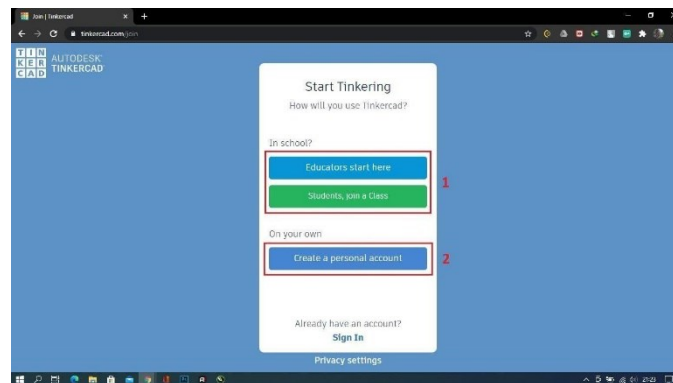 Join | Tinkercad
tinkercad.com/join
TIN
KER
CAD
AUTODESK
TINKERCAD
Start Tinkering
How will you use Tinkercad?
In school?
Educators start here
Students, join a Class
1
On your own
Create a personal account
2
Already have an account?
Sign In
Privacy settings